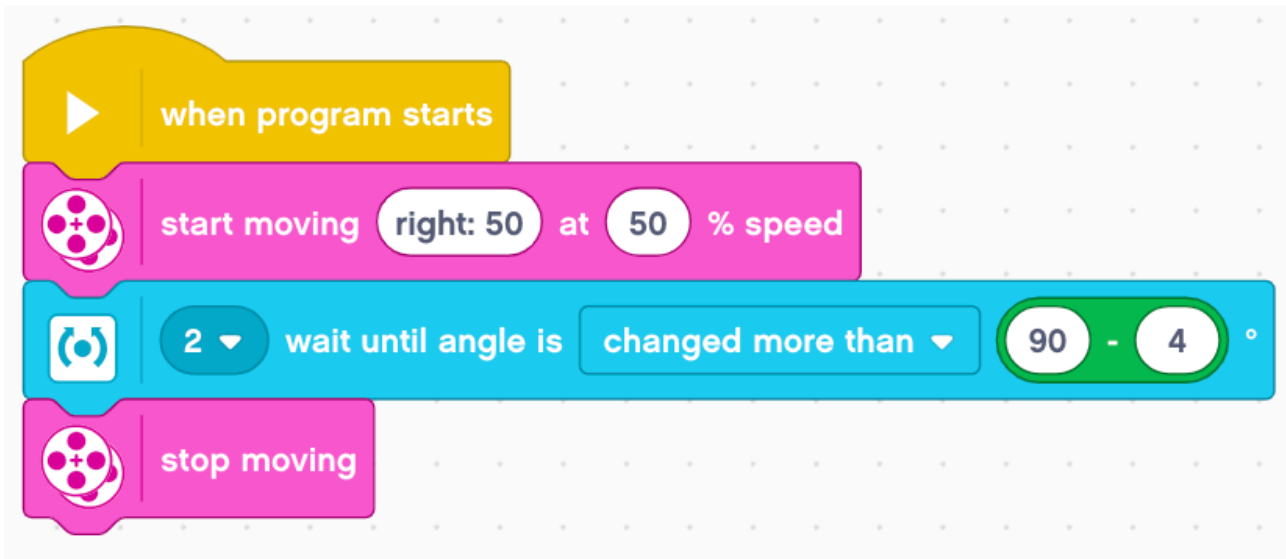 when program starts
start moving right: 50 at 50 % speed
2 wait until angle is changed more than 90 - 4 °
stop moving